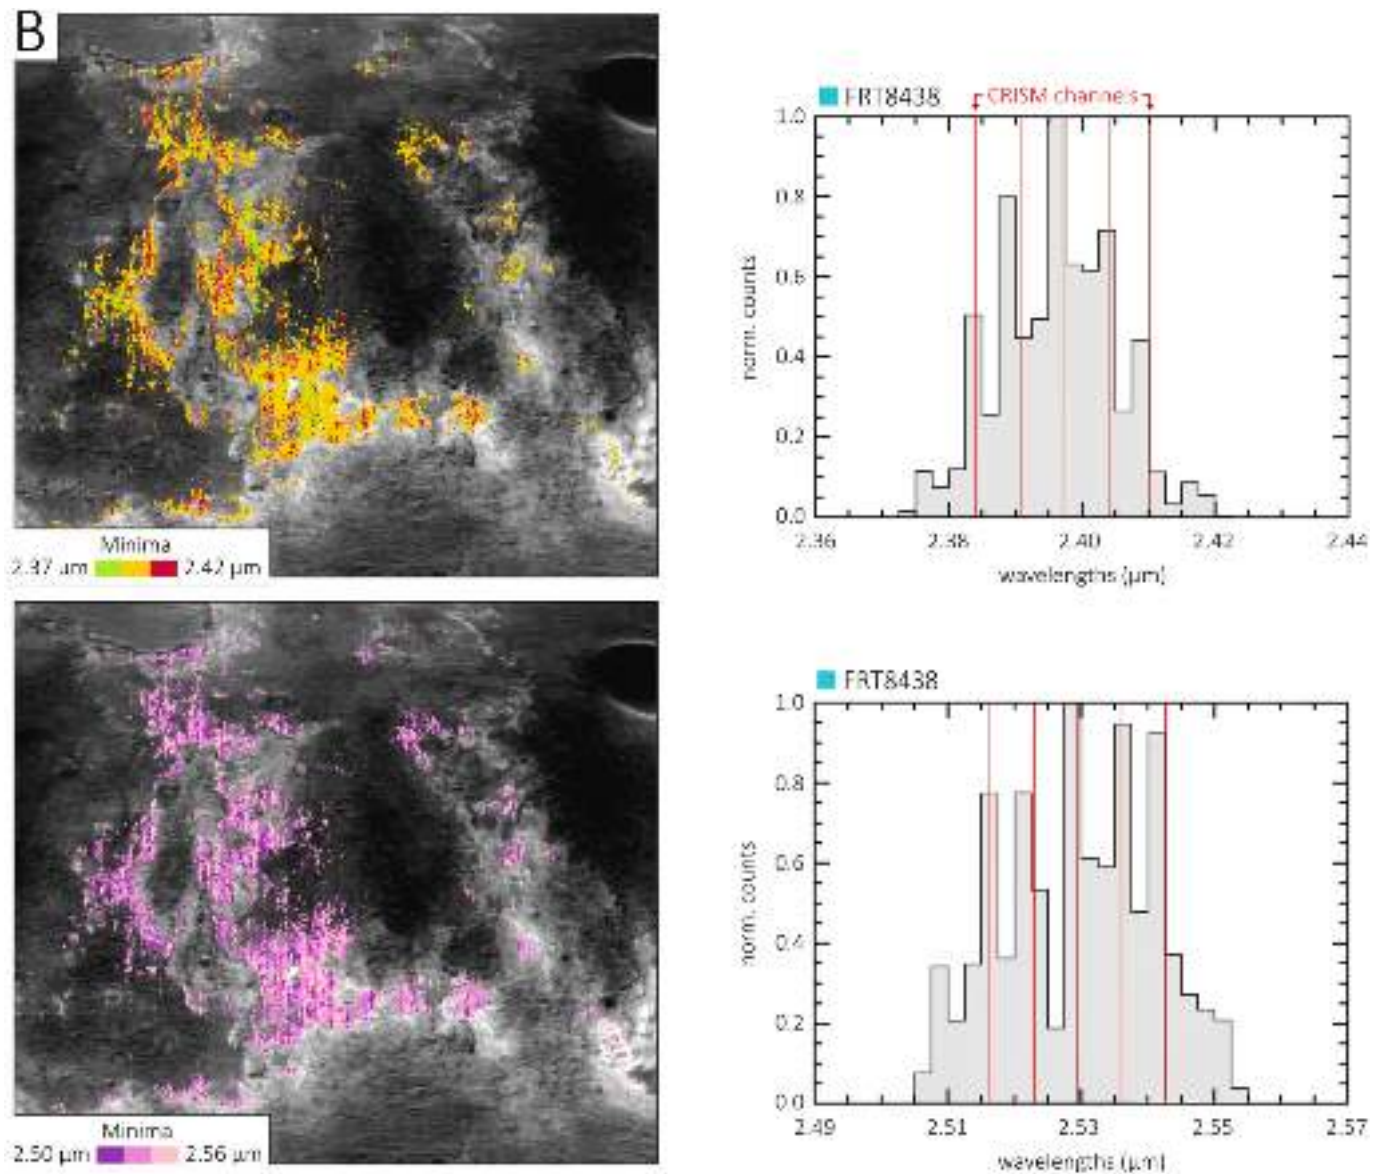 B
Minima
2.37 µm 2.42 µm
FRT8438
CRISM channels
1.0
0.8
0.6
0.4
0.2
0.0
norm. counts
2.36 2.38 2.40 2.42 2.44
wavelengths (µm)
Minima
2.50 µm 2.56 µm
FRT8438
1.0
0.8
0.6
0.4
0.2
0.0
norm. counts
2.49 2.51 2.53 2.55 2.57
wavelengths (µm)